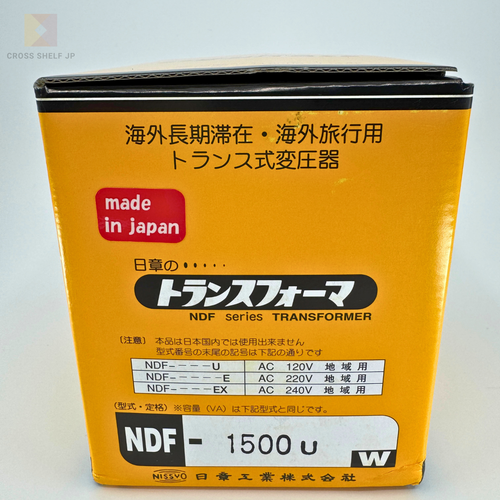 CROSS SHELF JP
海外長期滞在・海外旅行用
トランス式変圧器
made
in japan
日章の・・・・・
トランスフォーマ
NDF series TRANSFORMER
〔注意〕 本品は日本国内では使用出来ません
型式番号の末尾の記号は下記の通りです
NDF-----U AC 120V 地域用
NDF-----E AC 220V 地域用
NDF-----EX AC 240V 地域用
〔型式・定格〕 ※容量(VA)は下記型式と同じです。
NDF- 1500U W
NISSYO 日章工業株式会社